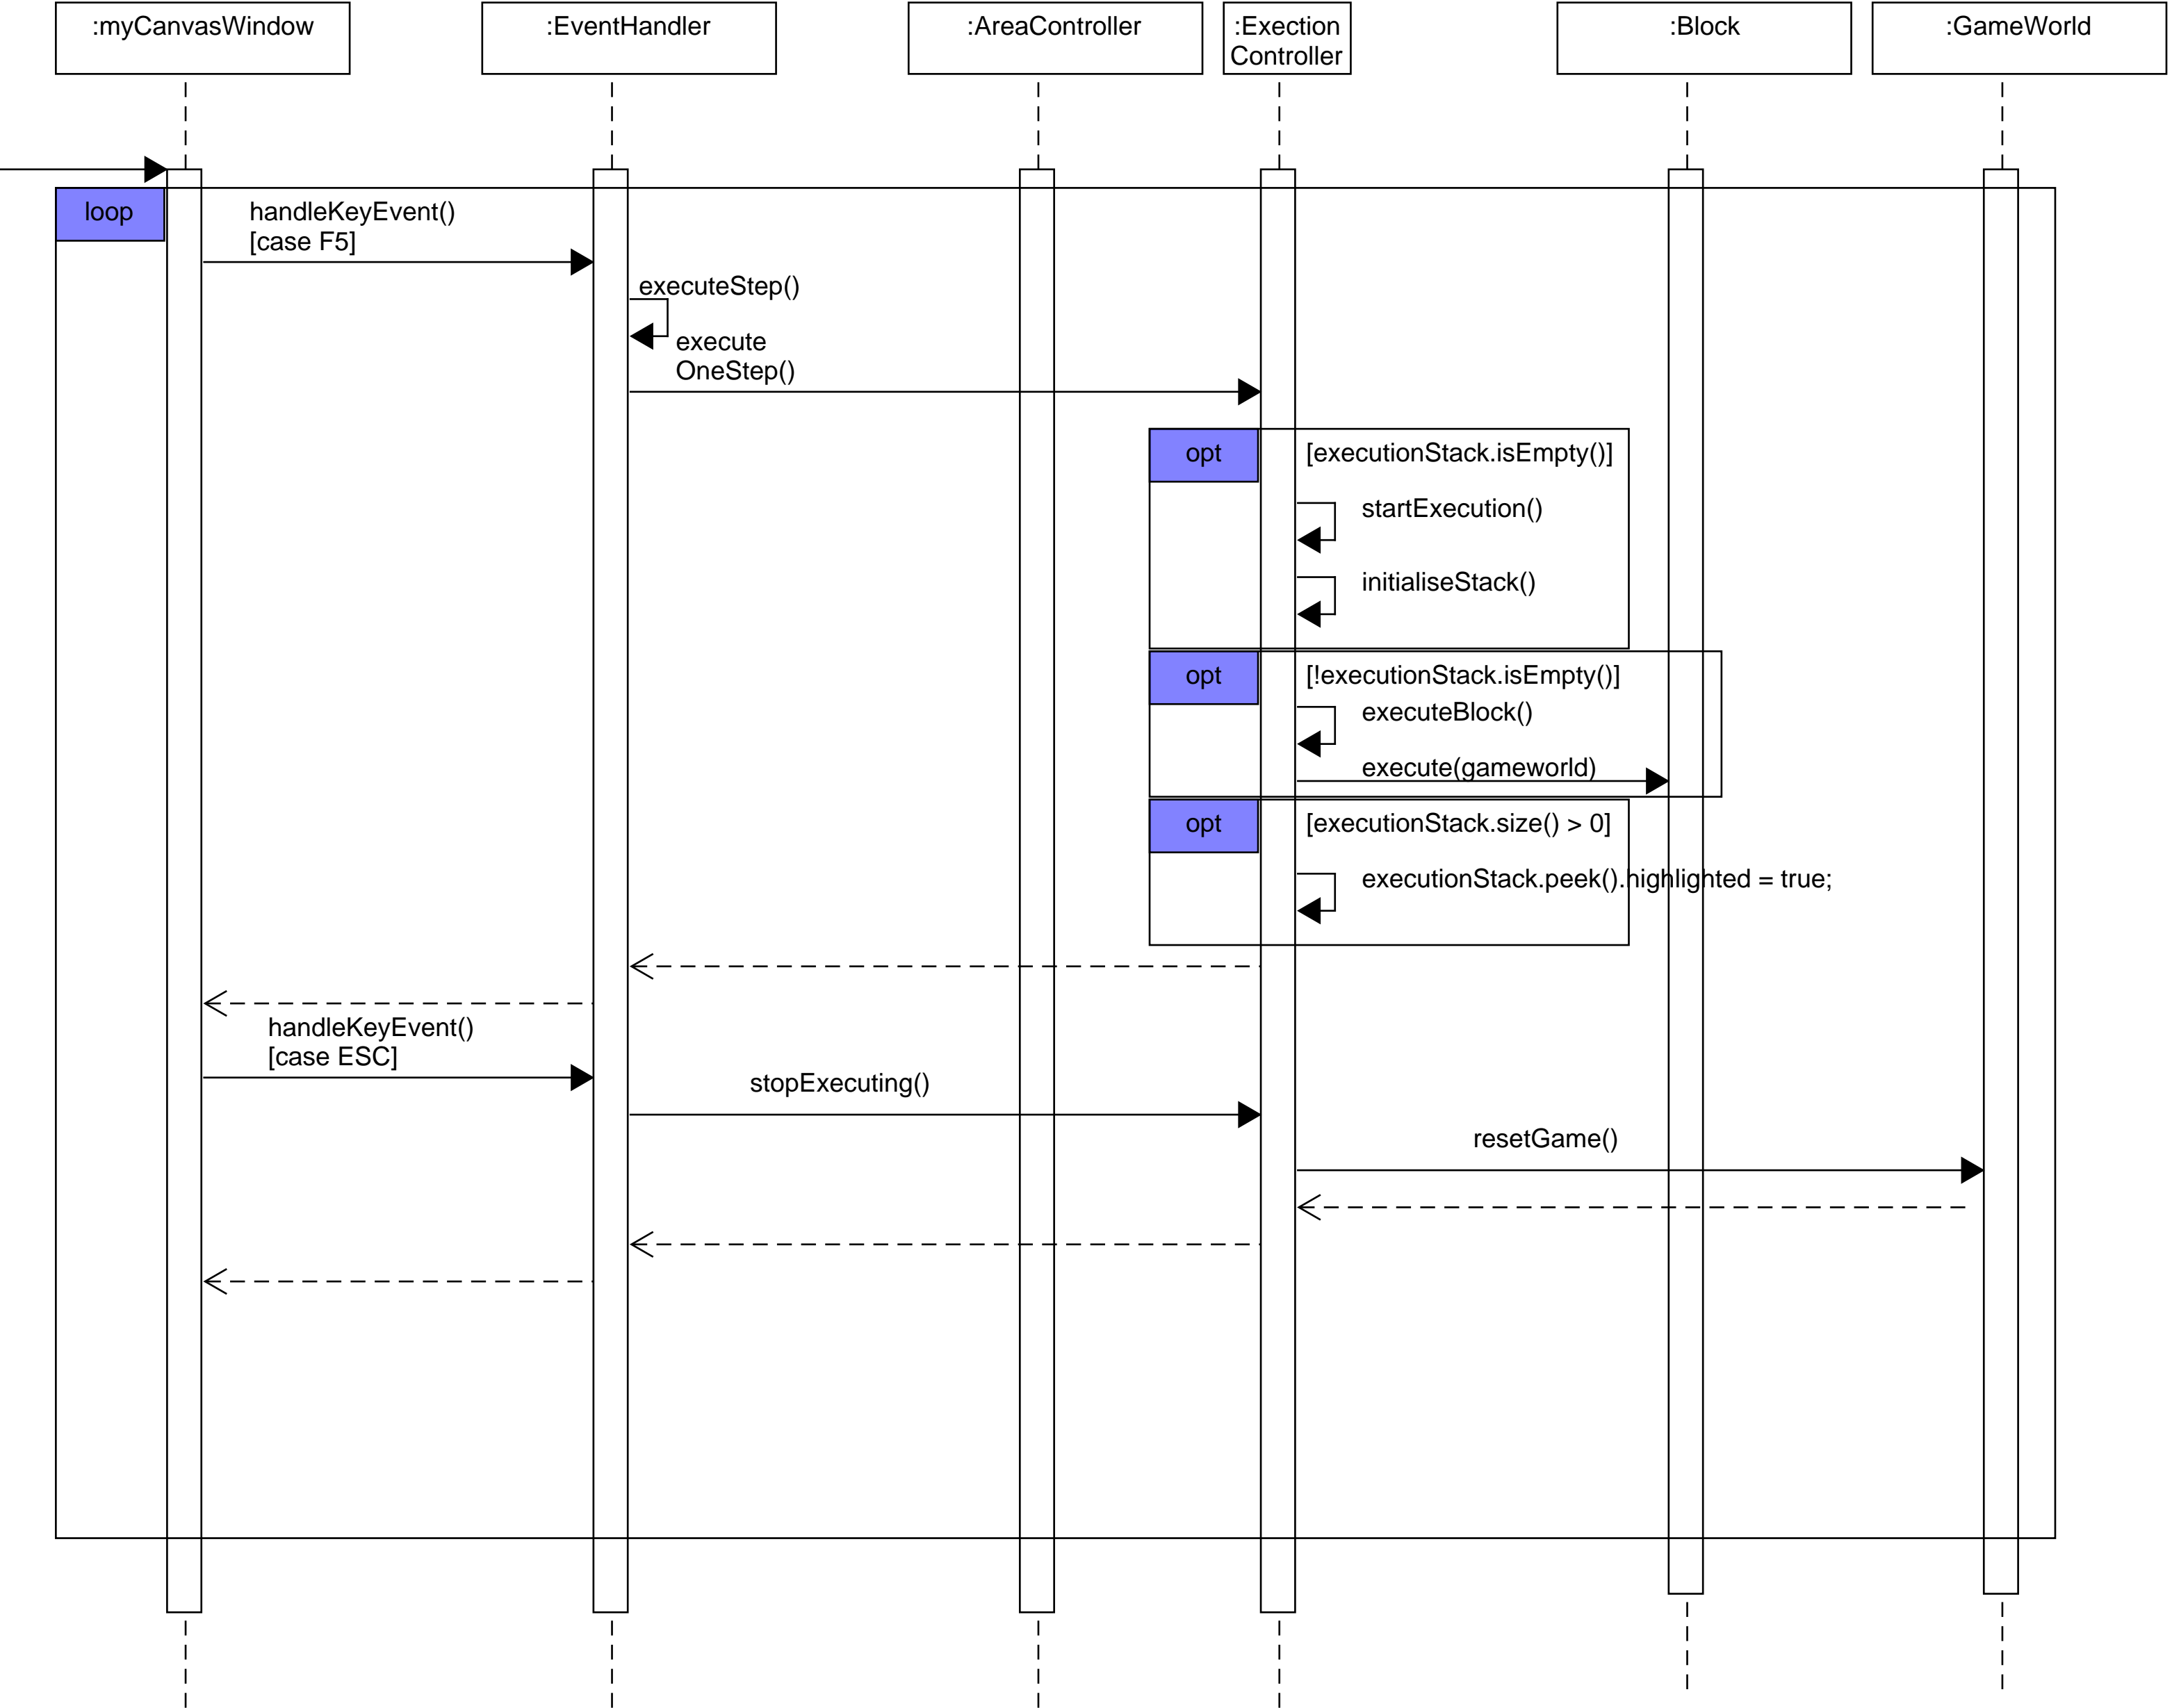 :myCanvasWindow
:EventHandler
:AreaController
:Exection
Controller
:Block
:GameWorld
loop
handleKeyEvent()
[case F5]
executeStep()
execute
OneStep()
opt
[executionStack.isEmpty()]
startExecution()
initialiseStack()
opt
[!executionStack.isEmpty()]
executeBlock()
execute(gameworld)
opt
[executionStack.size() > 0]
executionStack.peek().highlighted = true;
handleKeyEvent()
[case ESC]
stopExecuting()
resetGame()